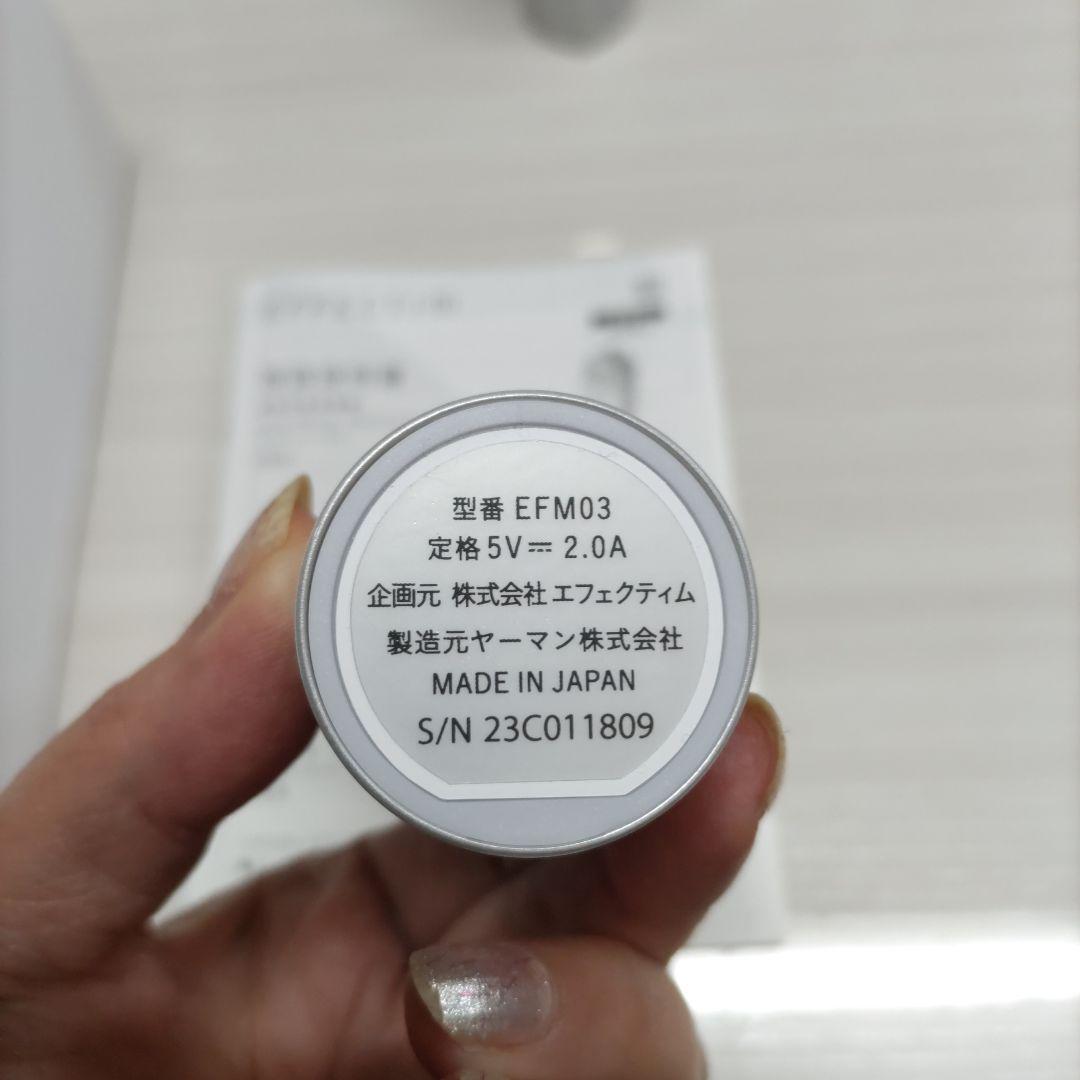 型番 EFM03
定格 5V⎓ 2.0A
企画元 株式会社 エフェクティム
製造元ヤーマン株式会社
MADE IN JAPAN
S/N 23C011809